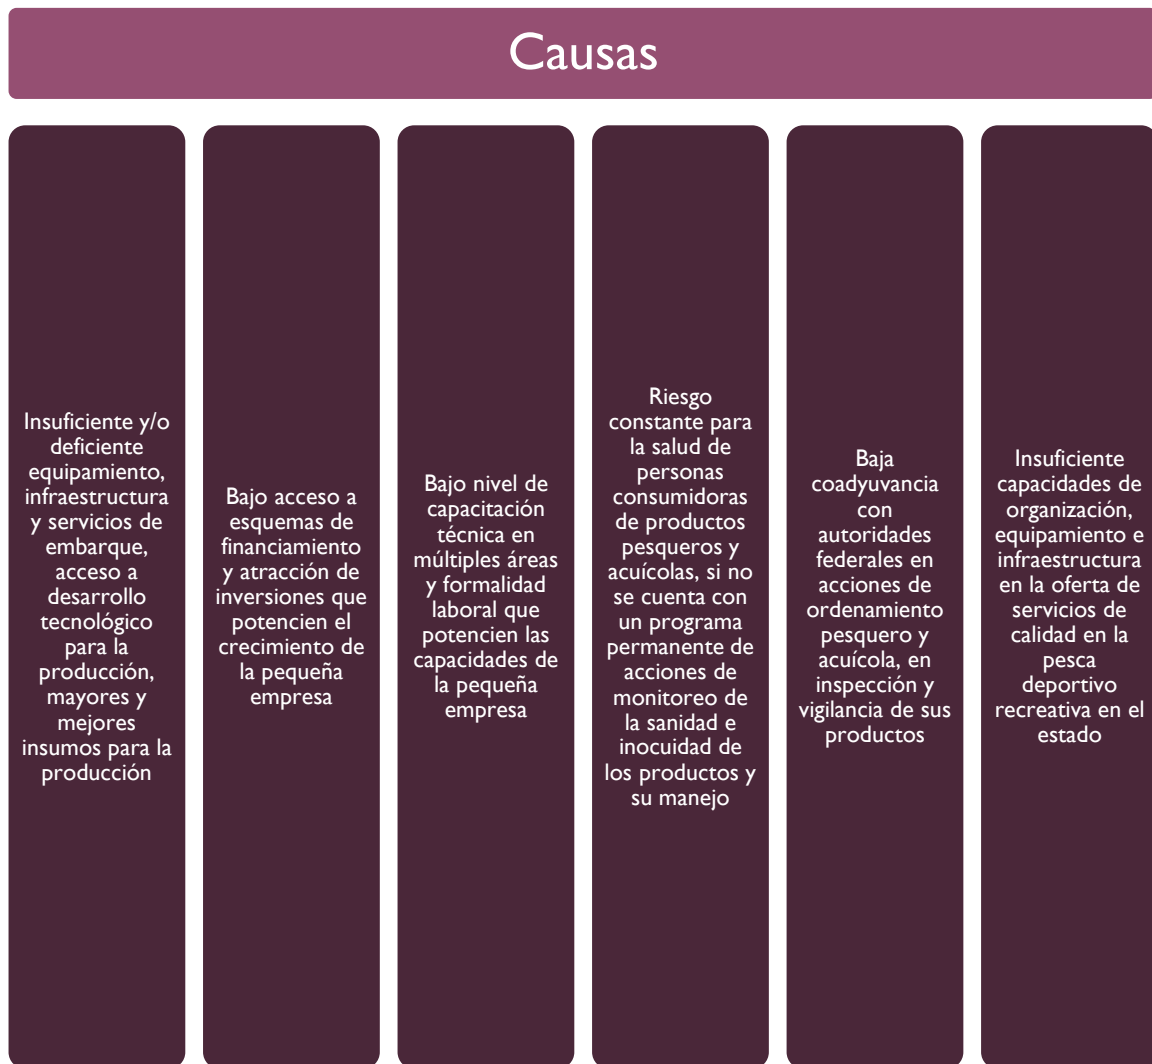 Causas
Insuficiente y/o
deficiente
equipamiento,
infraestructura
y servicios de
embarque,
acceso a
desarrollo
tecnológico
para la
producción,
mayores y
mejores
insumos para la
producción
Bajo acceso a
esquemas de
financiamiento
y atracción de
inversiones que
potencien el
crecimiento de
la pequeña
empresa
Bajo nivel de
capacitación
técnica en
múltiples áreas
y formalidad
laboral que
potencien las
capacidades de
la pequeña
empresa
Riesgo
constante para
la salud de
personas
consumidoras
de productos
pesqueros y
acuícolas, si no
se cuenta con
un programa
permanente de
acciones de
monitoreo de
la sanidad e
inocuidad de
los productos y
su manejo
Baja
coadyuvancia
con
autoridades
federales en
acciones de
ordenamiento
pesquero y
acuícola, en
inspección y
vigilancia de sus
productos
Insuficiente
capacidades de
organización,
equipamiento e
infraestructura
en la oferta de
servicios de
calidad en la
pesca
deportivo
recreativa en el
estado